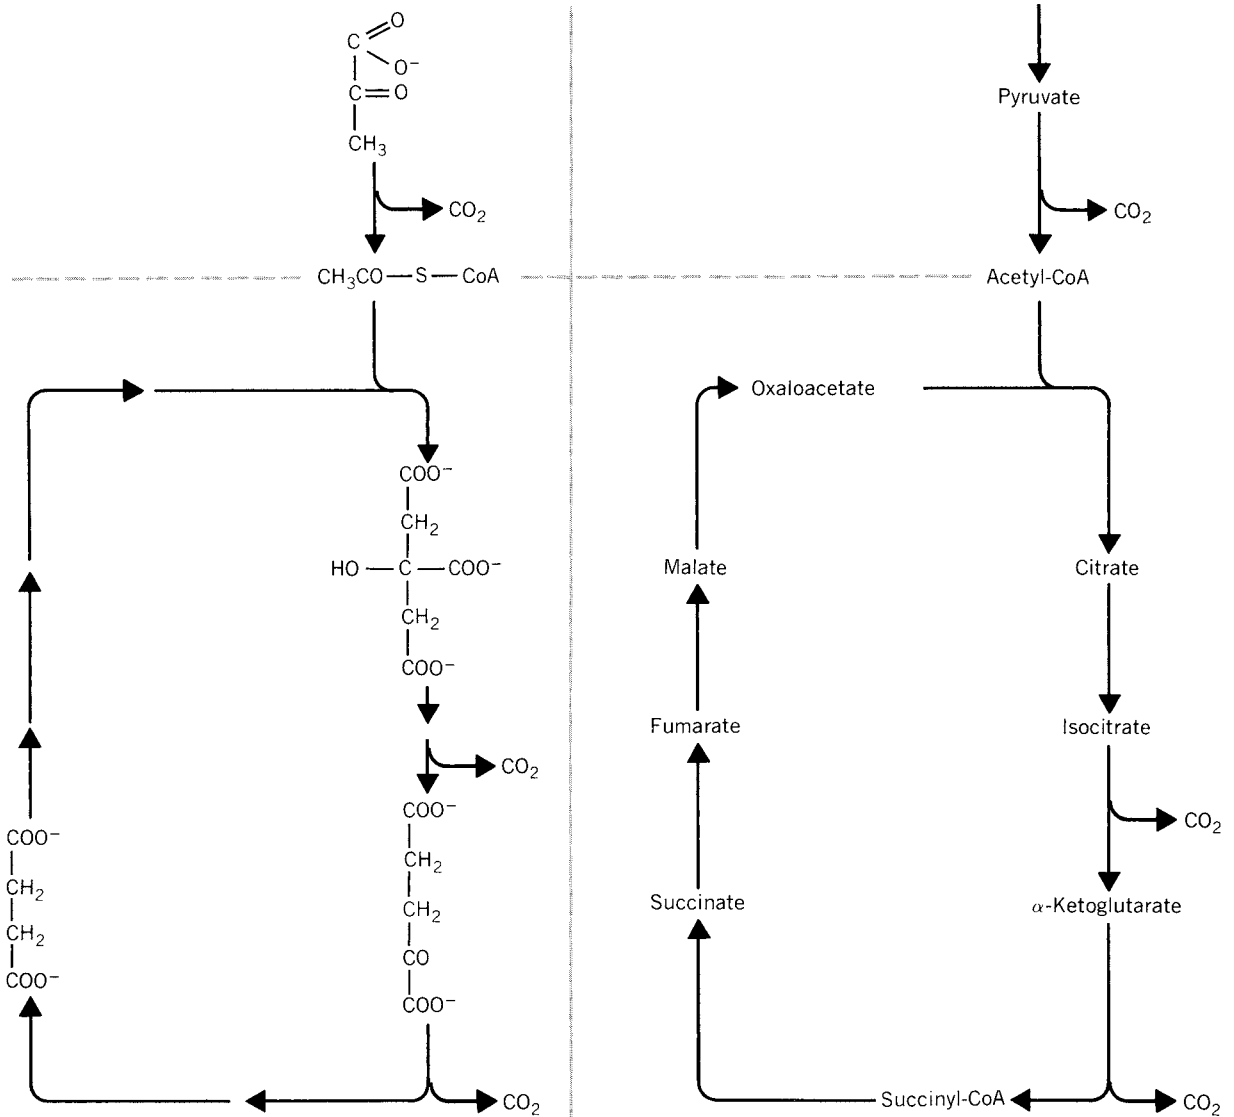 C=O
O⁻
C=O
CH₃
CO₂
CH₃CO—S—CoA
COO⁻
CH₂
HO—C—COO⁻
CH₂
COO⁻
CO₂
COO⁻
CH₂
CH₂
CO
COO⁻
CO₂
COO⁻
CH₂
CH₂
COO⁻
Pyruvate
CO₂
Acetyl-CoA
Oxaloacetate
Citrate
Isocitrate
CO₂
α-Ketoglutarate
CO₂
Succinyl-CoA
Succinate
Fumarate
Malate